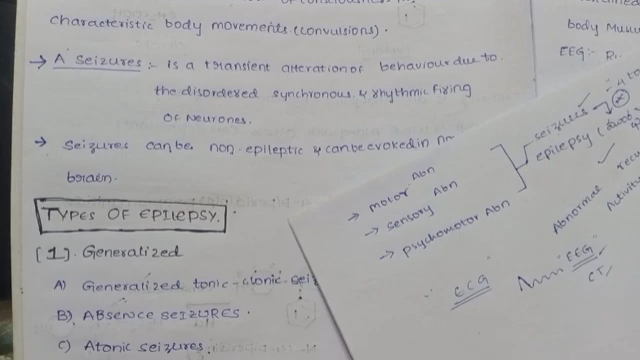 characteristic body movements (convulsions).
→ A seizures :- is a transient alteration of behaviour due to
the disordered synchronous & rhythmic firing
of neurones.
→ seizures can be non-epileptic & can be evoked in
brain.
TYPES OF EPILEPSY.
[1]. Generalized
A) Generalized tonic-clonic
B) ABSENCE SEIZURES.
C) Atonic seizures.
body
EEG:-
seizures
epilepsy
→ motor Abn
→ sensory Abn
→ psychomotor Abn
Abnormal
"ECG"
"EEG"
CT